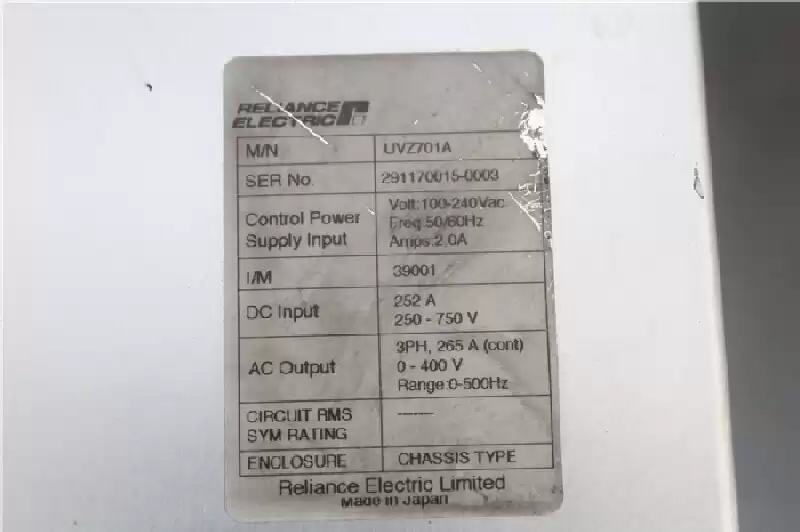 RELIANCE
ELECTRIC
M/N UVZ701A
SER No. 291170015-0003
Control Power Supply Input
Volt:100-240Vac
Freq:50/60Hz
Amps:2.0A
I/M 39001
DC Input
252 A
250 - 750 V
AC Output
3PH, 265 A (cont)
0 - 400 V
Range:0-500Hz
CIRCUIT RMS
SYM RATING
-----
ENCLOSURE CHASSIS TYPE
Reliance Electric Limited
Made in Japan